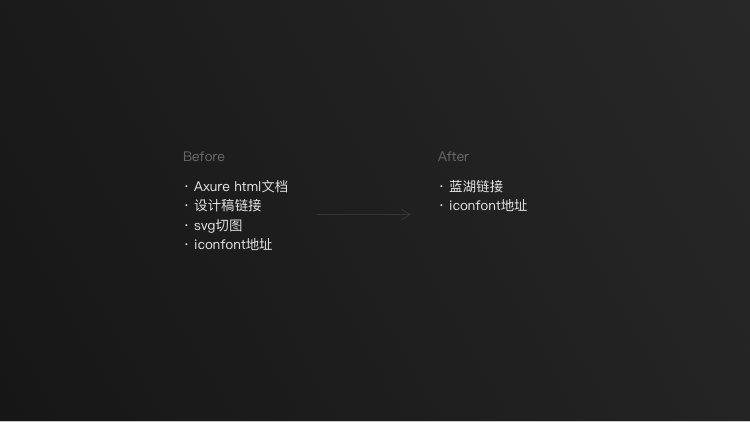 Before
· Axure html文档
· 设计稿链接
· svg切图
· iconfont地址
After
· 蓝湖链接
· iconfont地址